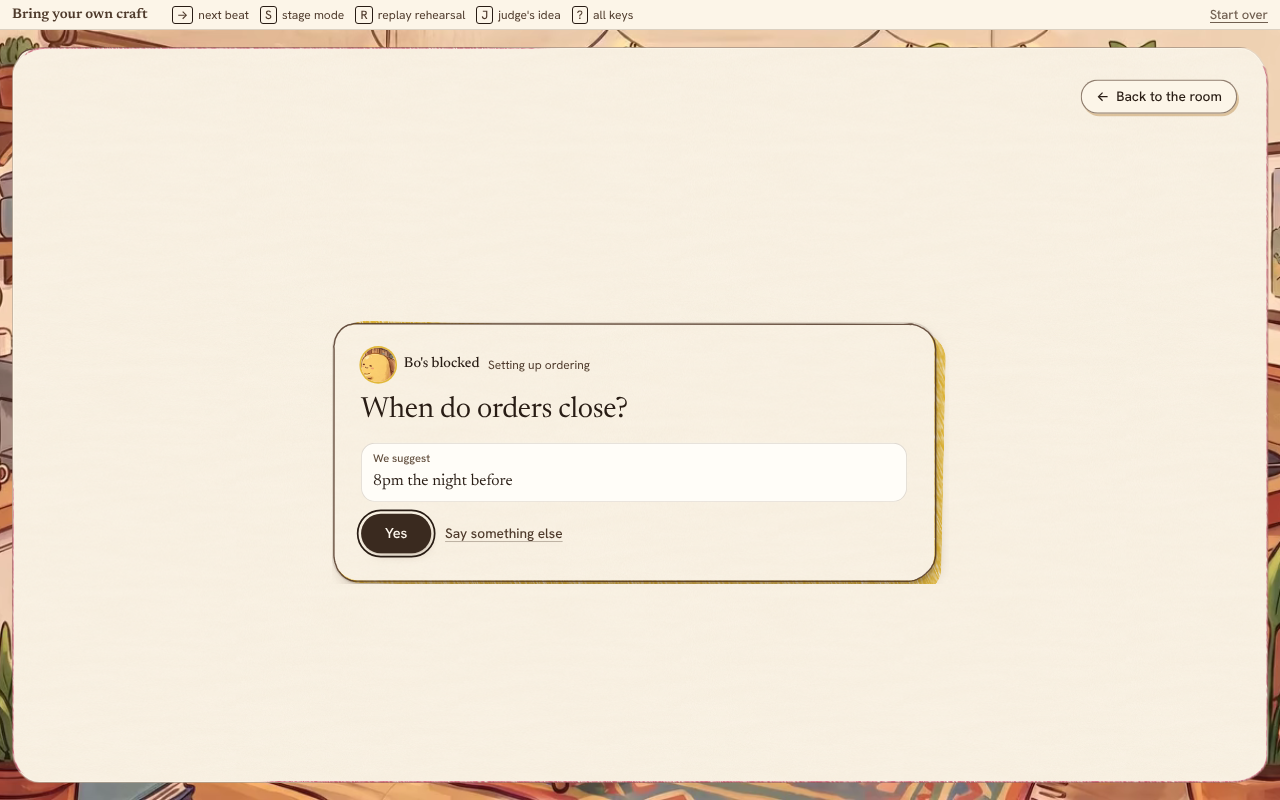 Bring your own craft → next beat S stage mode R replay rehearsal J judge's idea ? all keys Start over
← Back to the room
Bo's blocked Setting up ordering
When do orders close?
We suggest
8pm the night before
Yes Say something else